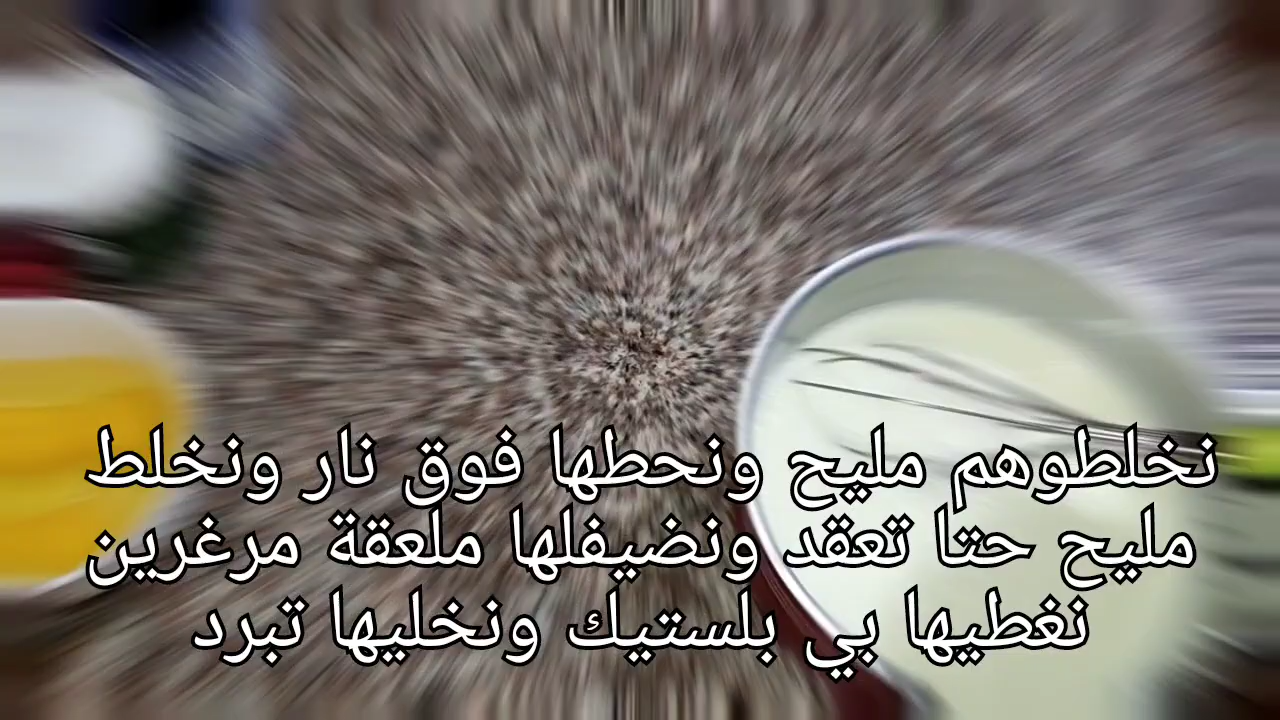 نخلطوهم مليح ونحطها فوق نار ونخلط
مليح حتا تعقد ونضيفلها ملعقة مرغرين
نغطيها بي بلستيك ونخليها تبرد